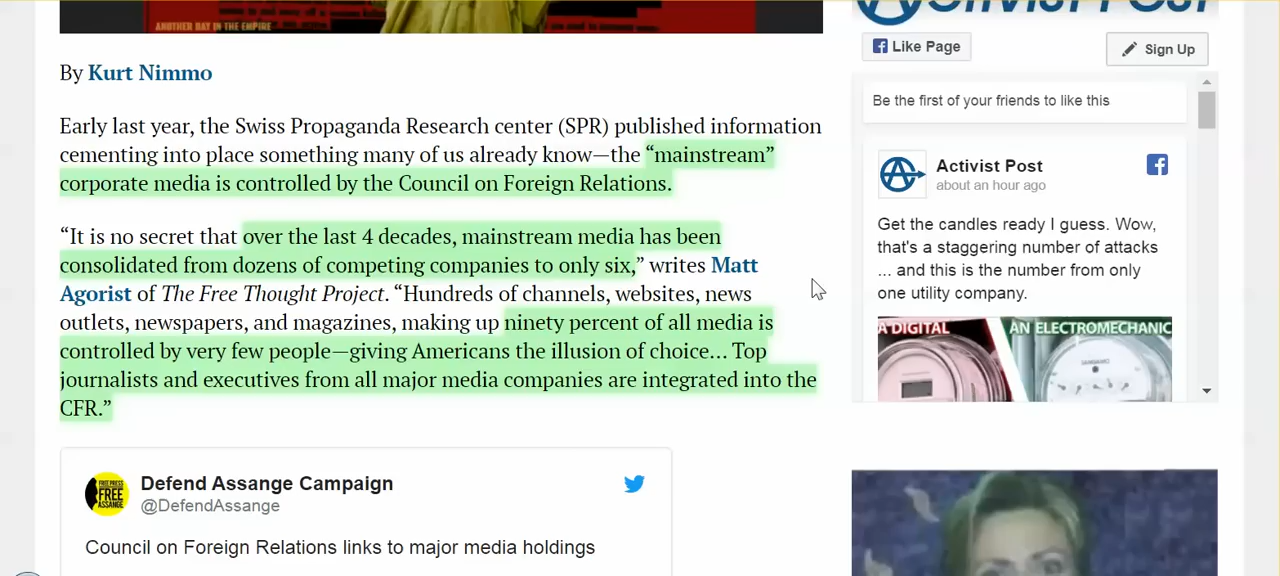 ANOTHER DAY IN THE EMPIRE
By Kurt Nimmo
Early last year, the Swiss Propaganda Research center (SPR) published information
cementing into place something many of us already know—the “mainstream”
corporate media is controlled by the Council on Foreign Relations.
“It is no secret that over the last 4 decades, mainstream media has been
consolidated from dozens of competing companies to only six,” writes Matt
Agorist of The Free Thought Project. “Hundreds of channels, websites, news
outlets, newspapers, and magazines, making up ninety percent of all media is
controlled by very few people—giving Americans the illusion of choice… Top
journalists and executives from all major media companies are integrated into the
CFR.”
FREE PRESS
FREE
ASSANGE
Defend Assange Campaign
@DefendAssange
Council on Foreign Relations links to major media holdings
Activist Post
Like Page
Sign Up
Be the first of your friends to like this
Activist Post
about an hour ago
Get the candles ready I guess. Wow,
that's a staggering number of attacks
... and this is the number from only
one utility company.
A DIGITAL
AN ELECTROMECHANIC